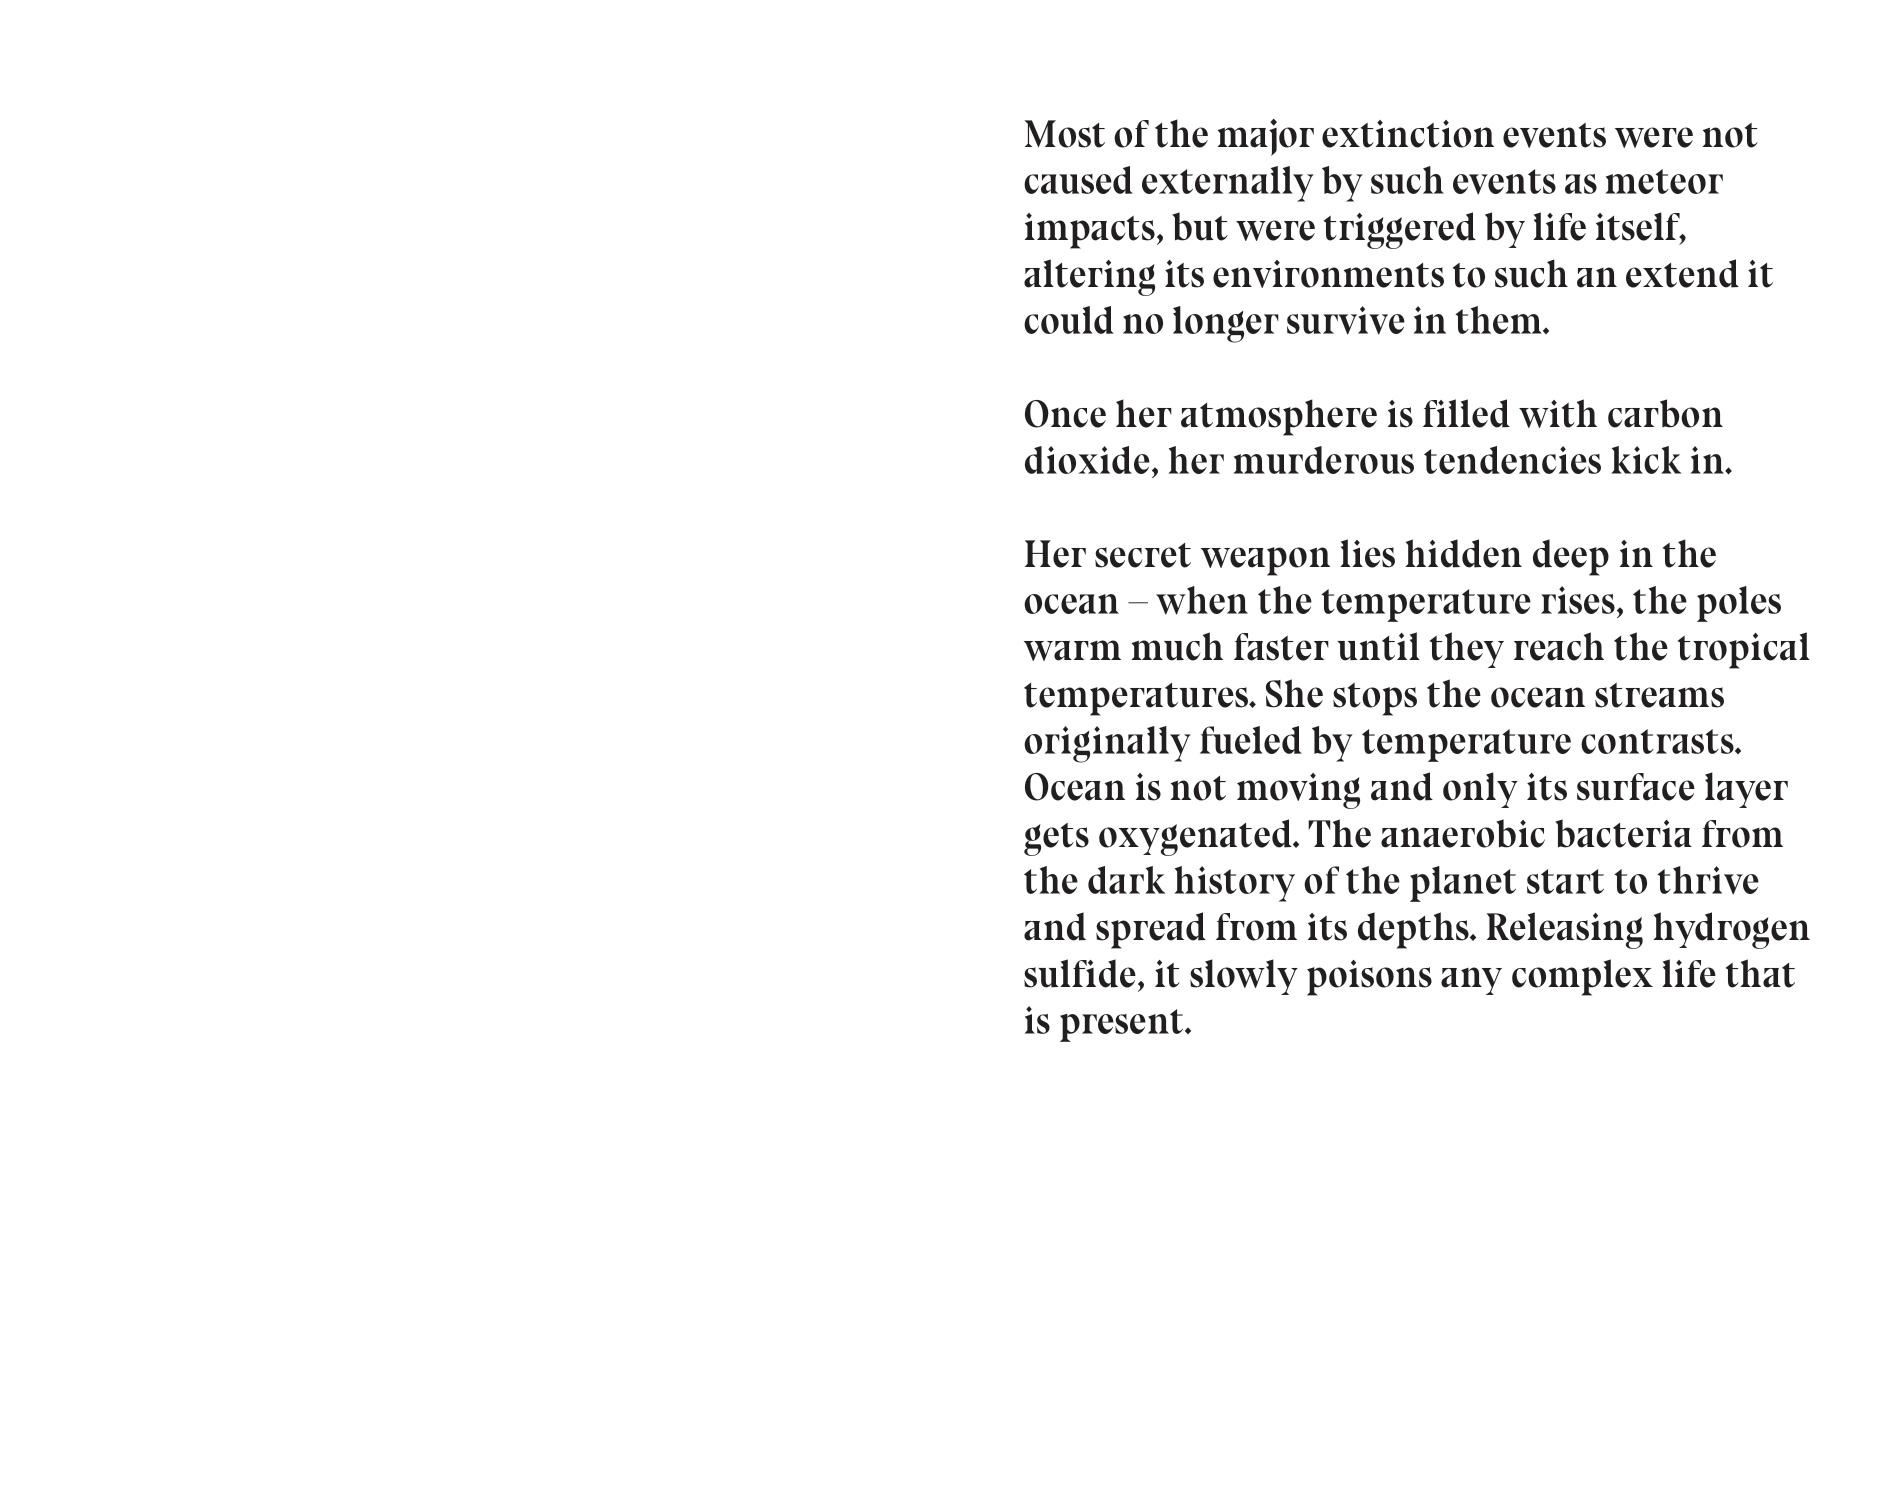 Most of the major extinction events were not
caused externally by such events as meteor
impacts, but were triggered by life itself,
altering its environments to such an extend it
could no longer survive in them.
Once her atmosphere is filled with carbon
dioxide, her murderous tendencies kick in.
Her secret weapon lies hidden deep in the
ocean – when the temperature rises, the poles
warm much faster until they reach the tropical
temperatures. She stops the ocean streams
originally fueled by temperature contrasts.
Ocean is not moving and only its surface layer
gets oxygenated. The anaerobic bacteria from
the dark history of the planet start to thrive
and spread from its depths. Releasing hydrogen
sulfide, it slowly poisons any complex life that
is present.